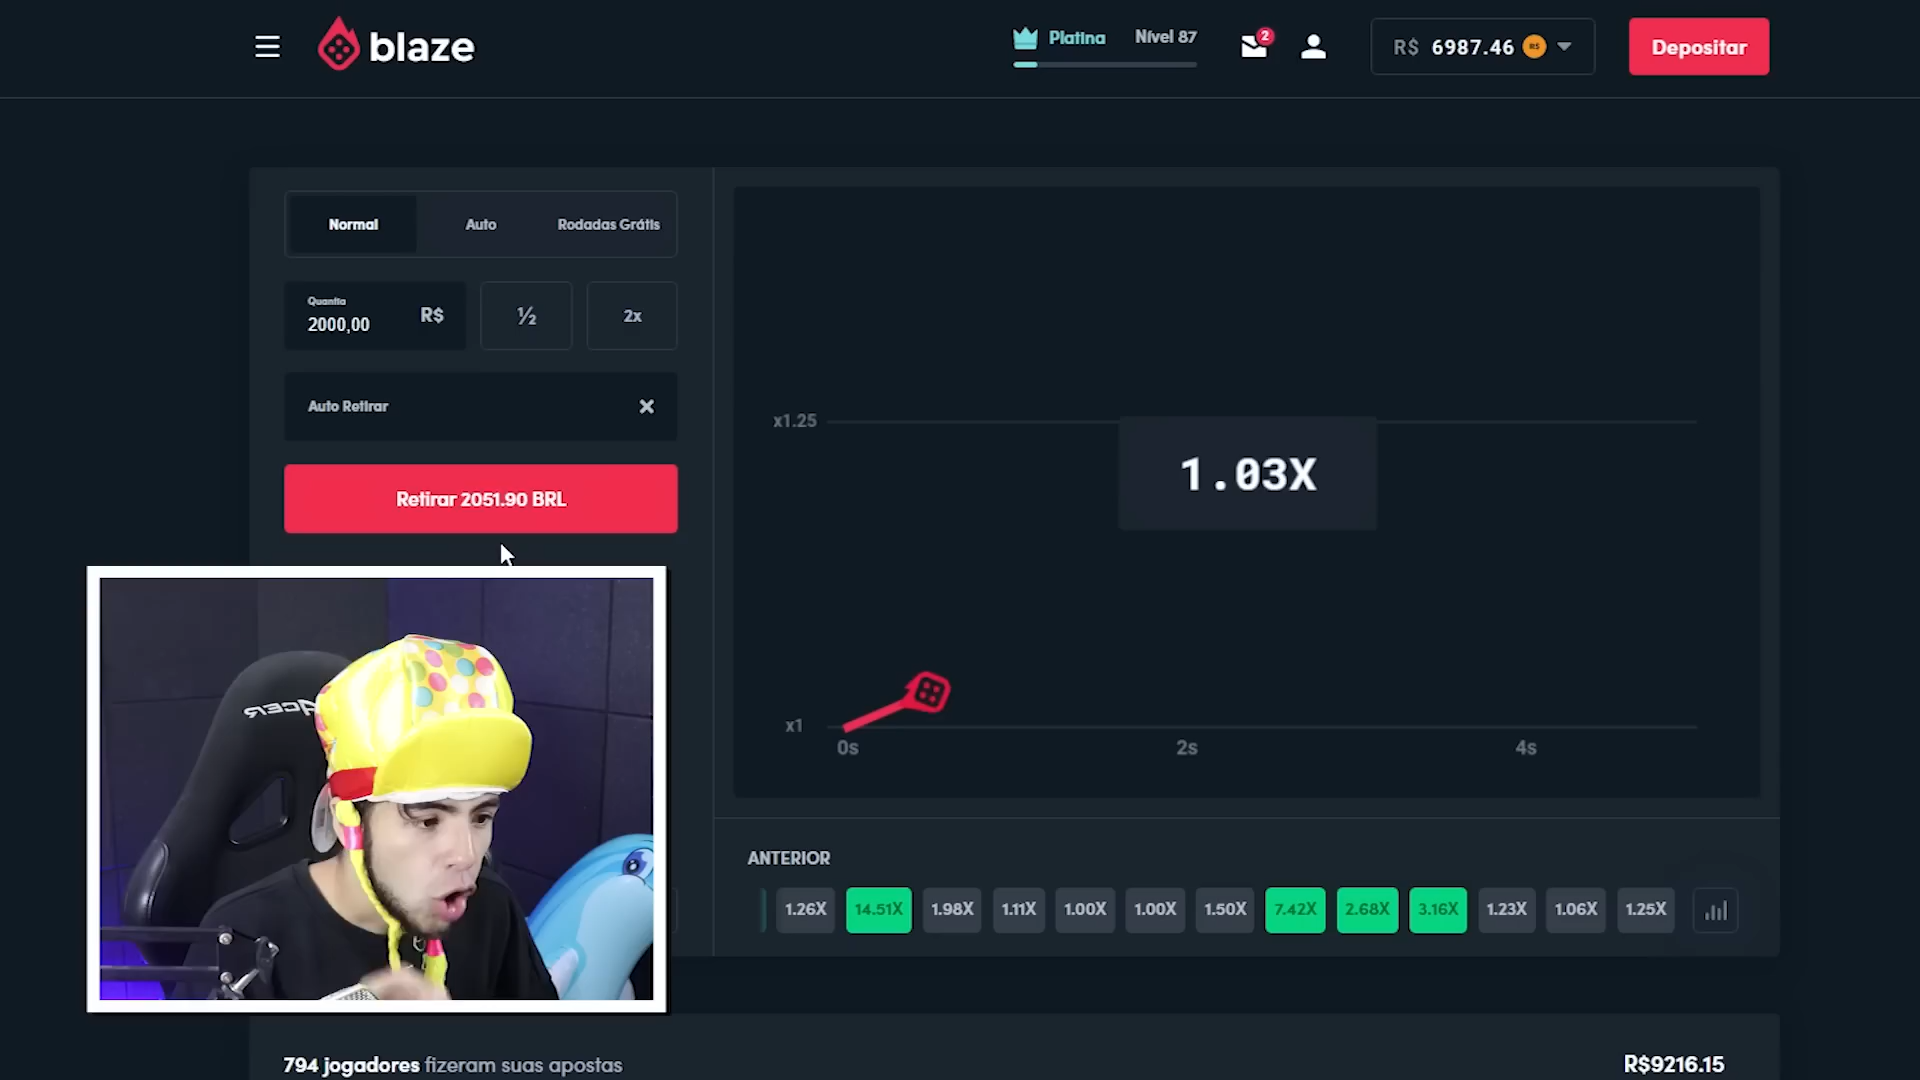 blaze
Platina
Nível 87
2
R$ 6987.46 R$
Depositar
Normal
Auto
Rodadas Grátis
Quantia
2000,00
R$
½
2x
Auto Retirar
Retirar 2051.90 BRL
x1.25
1.03X
x1
0s
2s
4s
ANTERIOR
1.26X 14.51X 1.98X 1.11X 1.00X 1.00X 1.50X 7.42X 2.68X 3.16X 1.23X 1.06X 1.25X
794 jogadores fizeram suas apostas
R$9216.15